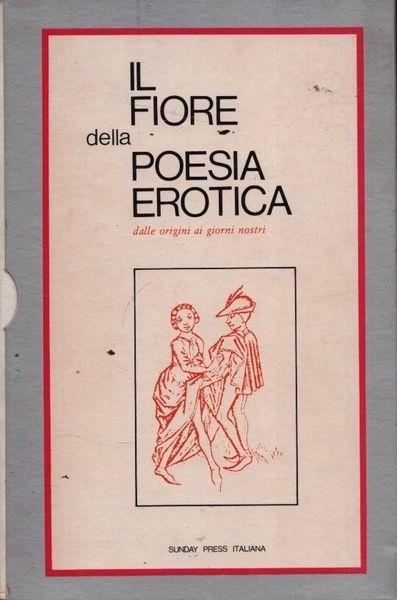 IL
FIORE
della
POESIA
EROTICA
dalle origini ai giorni nostri
SUNDAY PRESS ITALIANA